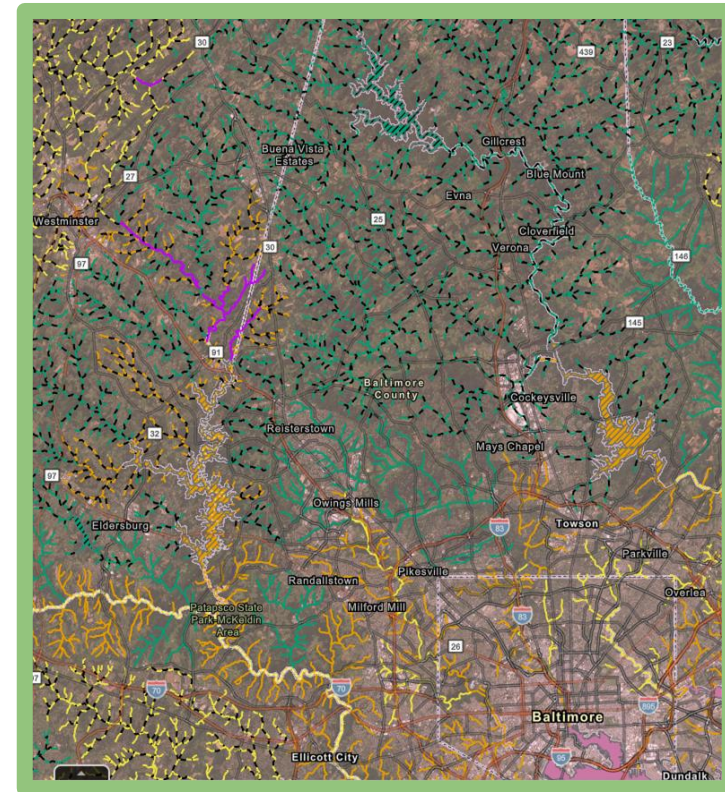 30
23
439
Gillcrest
Buena Vista
Estates
Blue Mount
27
Evna
Westminster
25
Cloverfield
Verona
30
97
146
145
91
Baltimore
County
Cockeysville
32
Reisterstown
Mays Chapel
97
Owings Mills
Eldersburg
83
Towson
Parkville
Pikesville
Randallstown
Overlea
Patapsco State
Park-McKeldin
Area
Milford Mill
83
26
70
70
895
Baltimore
Ellicott City
95
Dundalk